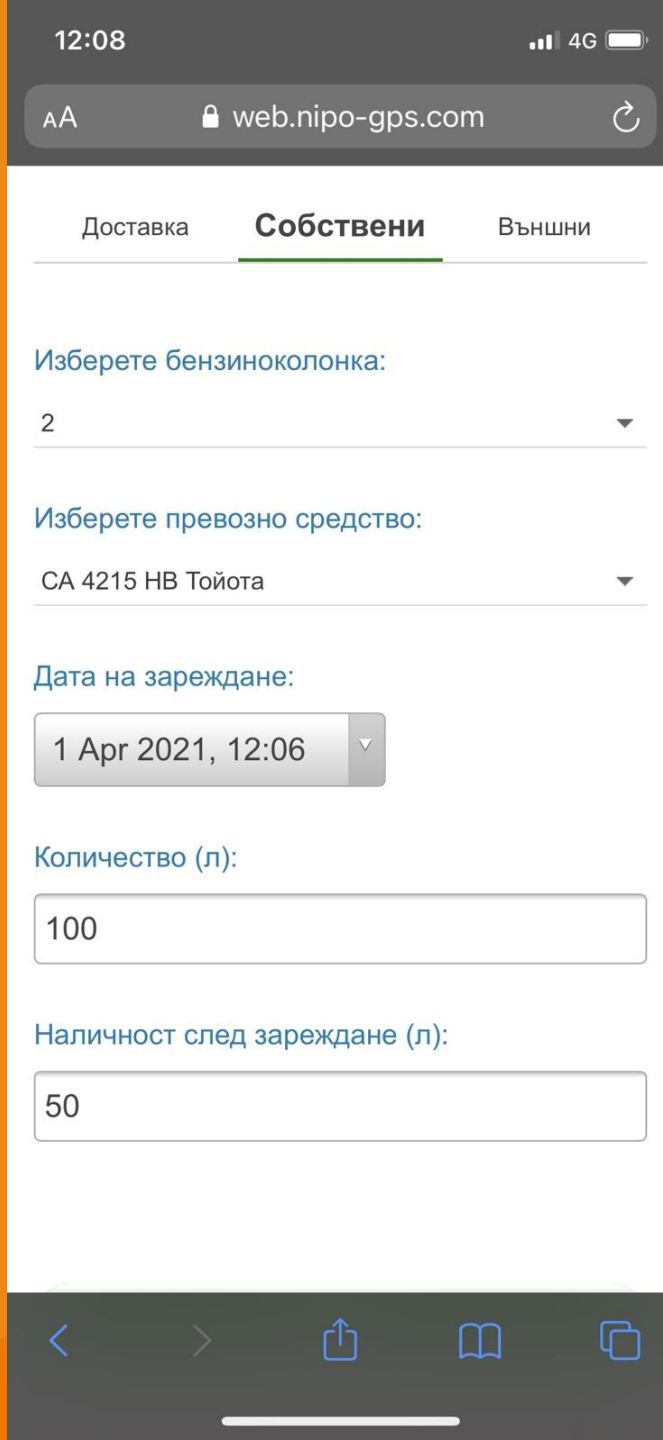 12:08
4G
AA
web.nipo-gps.com
Доставка
Собствени
Външни
Изберете бензиноколонка:
2
Изберете превозно средство:
СА 4215 НВ Тойота
Дата на зареждане:
1 Apr 2021, 12:06
Количество (л):
100
Наличност след зареждане (л):
50